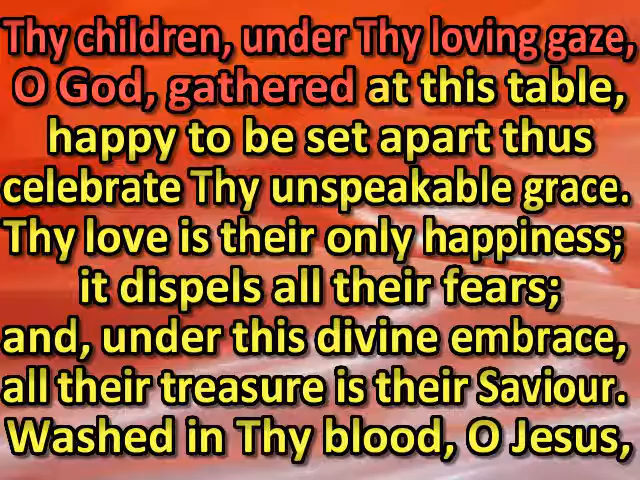 Thy children, under Thy loving gaze,
O God, gathered at this table,
happy to be set apart thus
celebrate Thy unspeakable grace.
Thy love is their only happiness;
it dispels all their fears;
and, under this divine embrace,
all their treasure is their Saviour.
Washed in Thy blood, O Jesus,